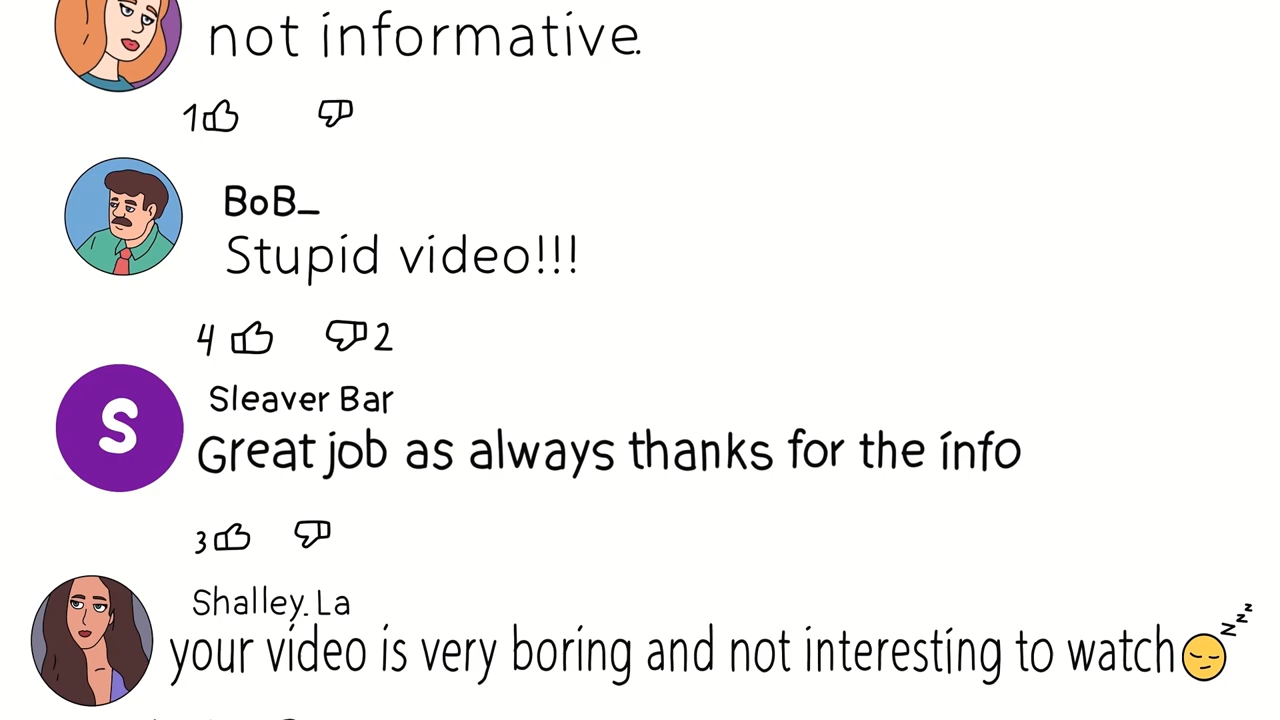 not informative.
1
BoB_
Stupid video!!!
4 2
S
Sleaver Bar
Great job as always thanks for the info
3
Shalley.La
your video is very boring and not interesting to watch😴